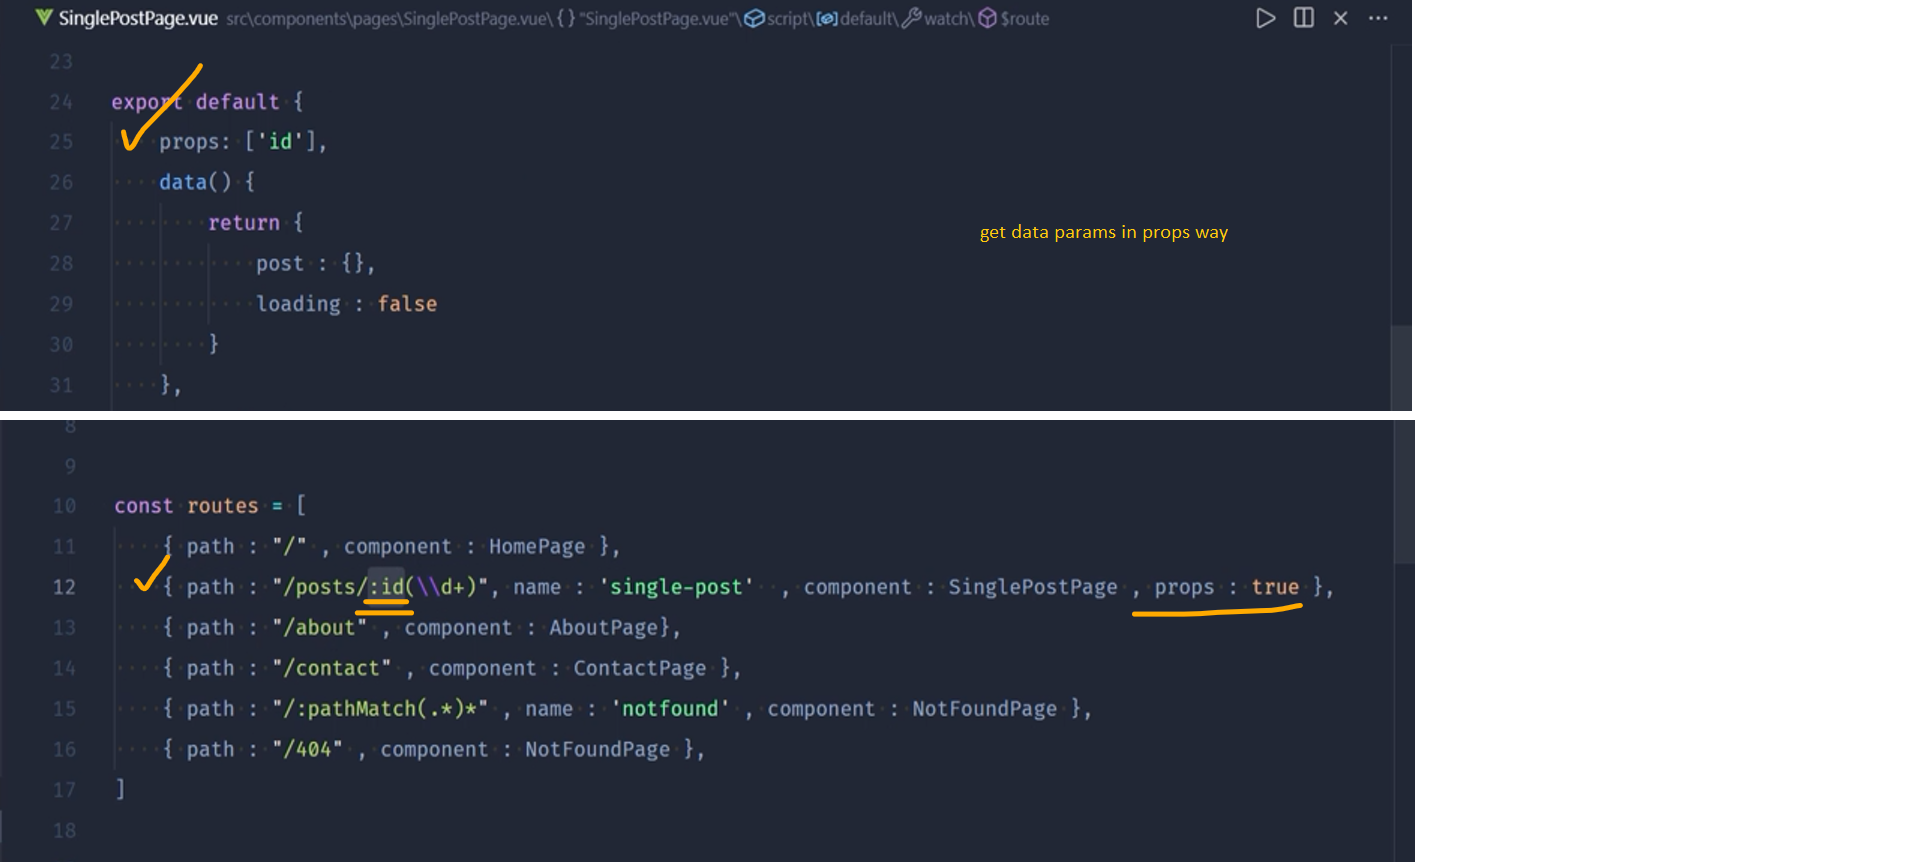 SinglePostPage.vue src\components\pages\SinglePostPage.vue\{} "SinglePostPage.vue"\script\default\watch\$route
23
24 export default {
25 props: ['id'],
26 data() {
27 return {
get data params in props way
28 post : {},
29 loading : false
30 }
31 },
8
9
10 const routes = [
11 { path : "/" , component : HomePage },
12 { path : "/posts/:id(\\d+)", name : 'single-post' , component : SinglePostPage , props : true },
13 { path : "/about" , component : AboutPage},
14 { path : "/contact" , component : ContactPage },
15 { path : "/:pathMatch(.*)*" , name : 'notfound' , component : NotFoundPage },
16 { path : "/404" , component : NotFoundPage },
17 ]
18